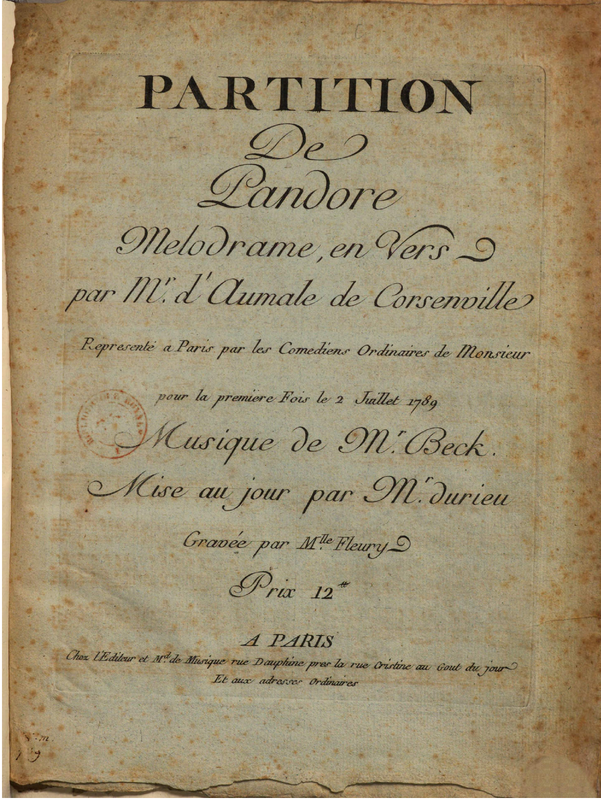 PARTITION
De
Pandore
Melodrame, en Vers
par Mr. d'Aumale de Corsenville
Representé a Paris par les Comediens Ordinaires de Monsieur
pour la premiere Fois le 2 Juillet 1789
Musique de Mr. Beck.
Mise au jour par Mr. durieu
Gravée par Mlle. Fleury
Prix 12
A PARIS
Chez l'Editeur et Md. de Musique rue Dauphine pres la rue Cristine au Gout du jour
Et aux adresses Ordinaires